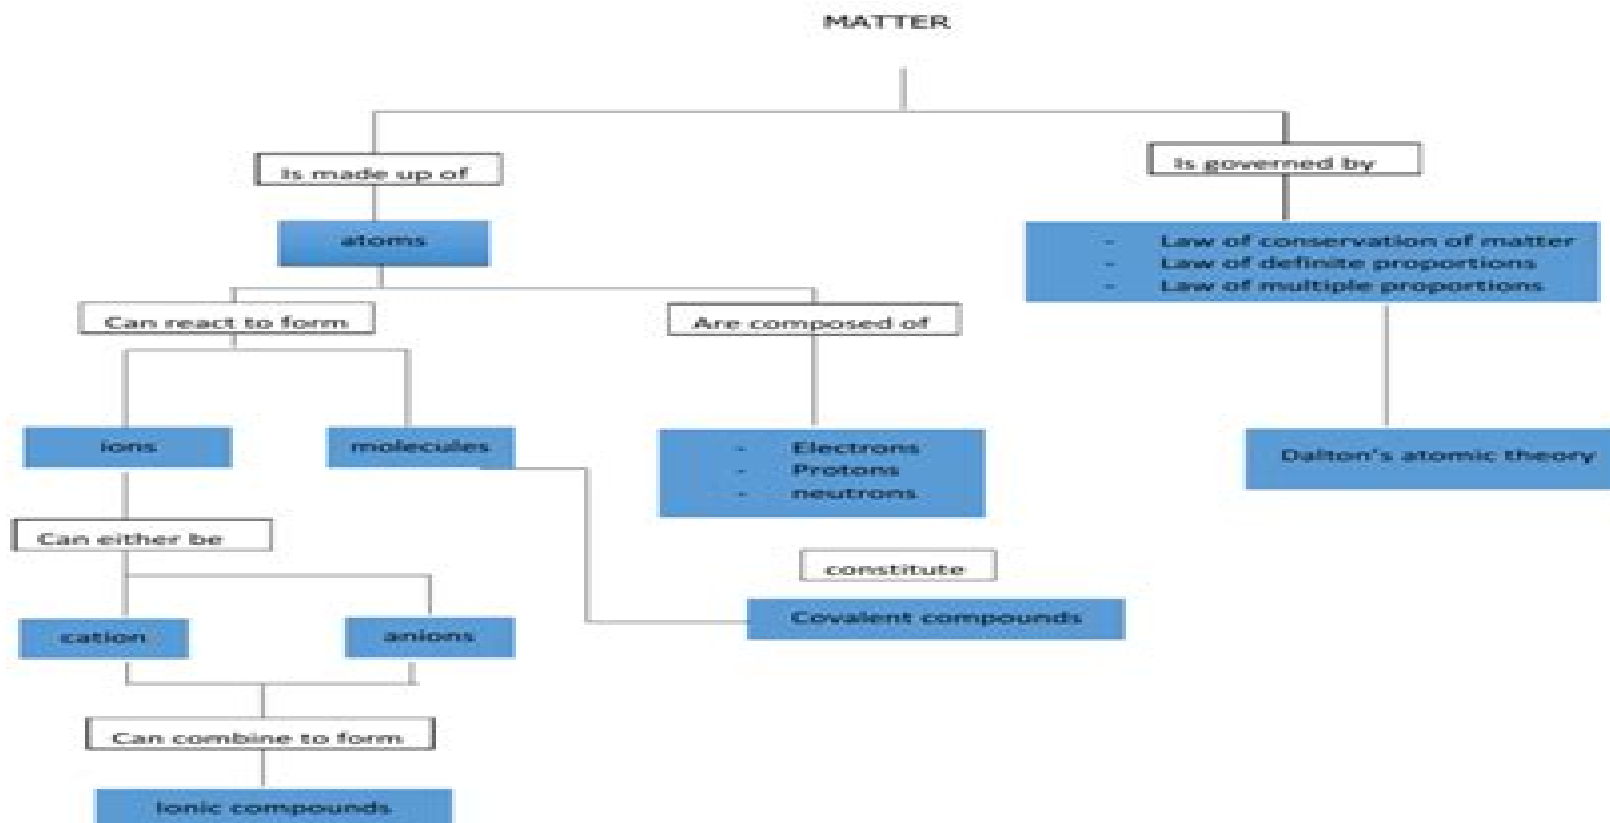 MATTER
Is made up of
Is governed by
atoms
- Law of conservation of matter
- Law of definite proportions
- Law of multiple proportions
Can react to form
Are composed of
ions
molecules
- Electrons
- Protons
- neutrons
Dalton's atomic theory
Can either be
constitute
cation
anions
Covalent compounds
Can combine to form
Ionic compounds